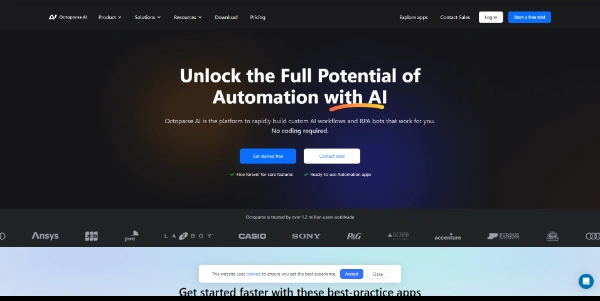 Octoparse AI Product Solutions Resources Download Pricing Explore apps Contact Sales Log in Start a free trial
Unlock the Full Potential of
Automation with AI
Octoparse AI is the platform to rapidly build custom AI workflows and RPA bots that work for you.
No coding required.
Get started free Contact sales
Free forever for core features Ready-to-use Automation apps
Octoparse is trusted by over 1.2 million users worldwide
Ansys JCB pure LABOY CASIO SONY P&G accenture PURDUE
This website uses cookies to ensure you get the best experience. Accept Close
Get started faster with these best-practice apps